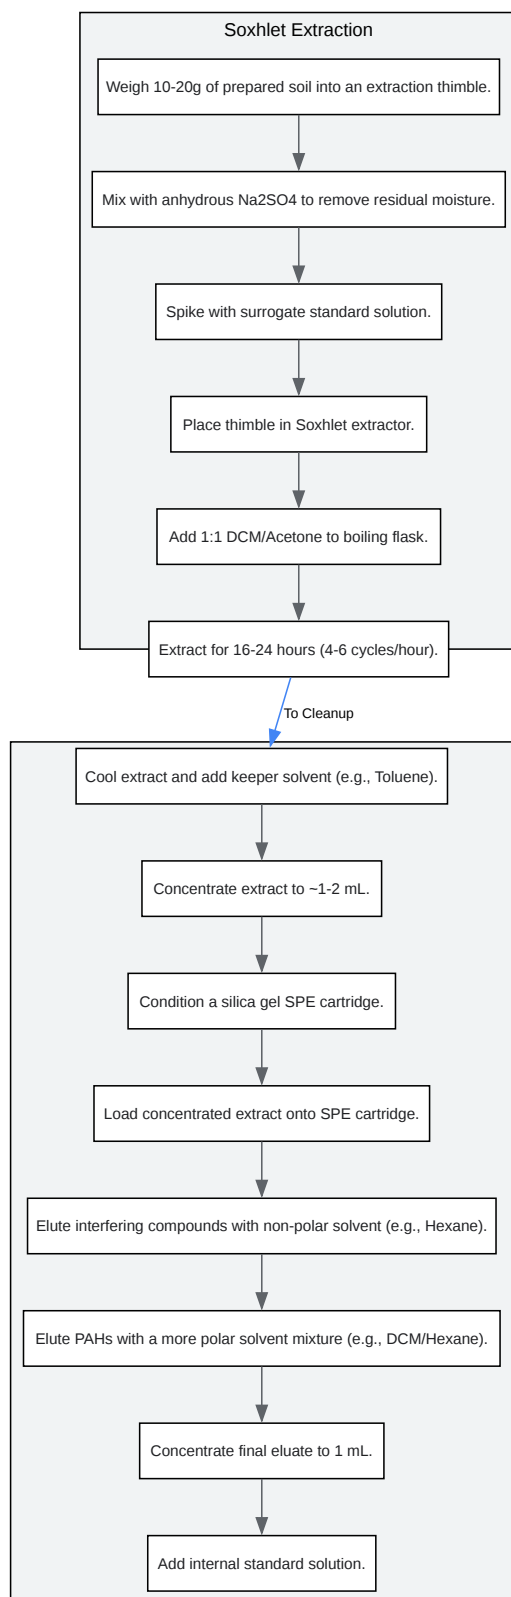 Soxhlet Extraction
Weigh 10-20g of prepared soil into an extraction thimble.
Mix with anhydrous Na2SO4 to remove residual moisture.
Spike with surrogate standard solution.
Place thimble in Soxhlet extractor.
Add 1:1 DCM/Acetone to boiling flask.
Extract for 16-24 hours (4-6 cycles/hour).
To Cleanup
Cool extract and add keeper solvent (e.g., Toluene).
Concentrate extract to ~1-2 mL.
Condition a silica gel SPE cartridge.
Load concentrated extract onto SPE cartridge.
Elute interfering compounds with non-polar solvent (e.g., Hexane).
Elute PAHs with a more polar solvent mixture (e.g., DCM/Hexane).
Concentrate final eluate to 1 mL.
Add internal standard solution.